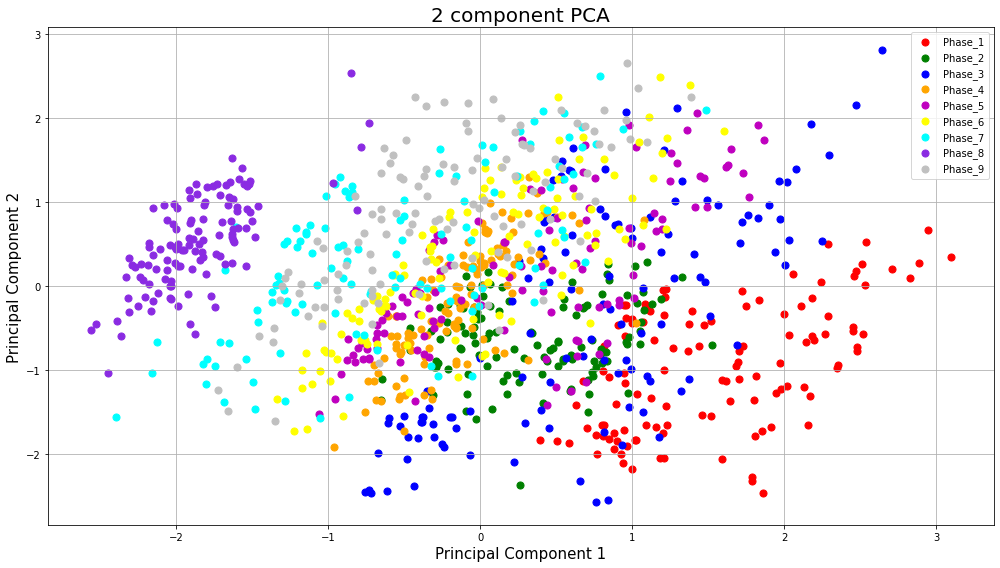 2 component PCA
3
2
1
0
−1
−2
Principal Component 2
−2
−1
0
1
2
3
Principal Component 1
Phase_1
Phase_2
Phase_3
Phase_4
Phase_5
Phase_6
Phase_7
Phase_8
Phase_9